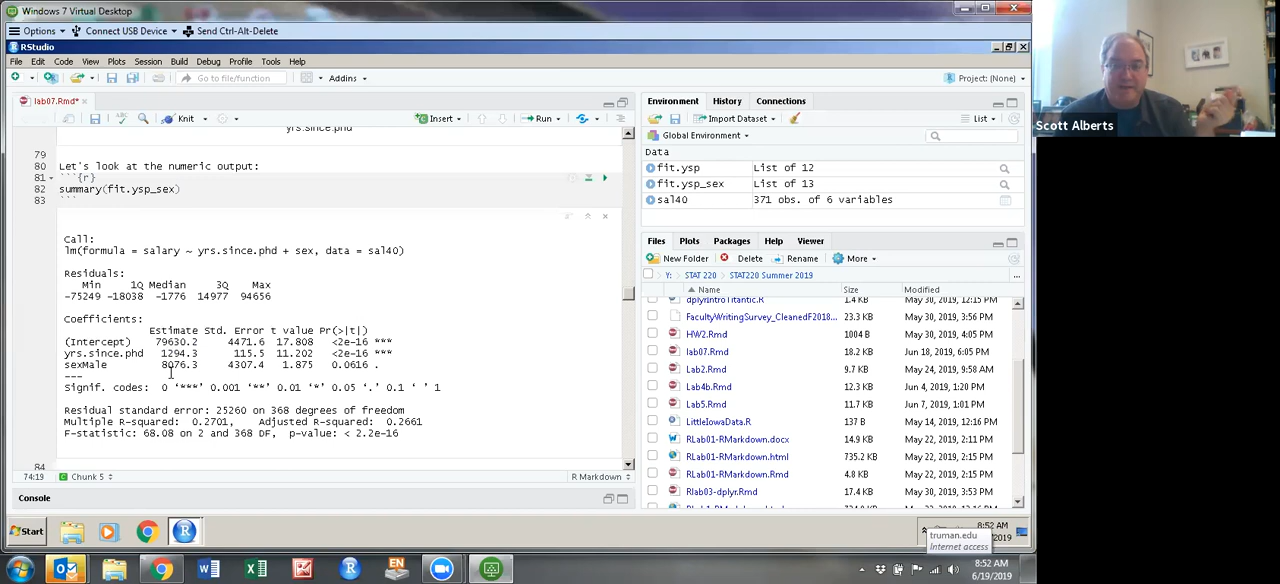 Windows 7 Virtual Desktop
Options Connect USB Device Send Ctrl-Alt-Delete
RStudio
File Edit Code View Plots Session Build Debug Profile Tools Help
Go to file/function Addins Project: (None)
lab07.Rmd*
Knit Insert Run
yrs.since.phd
79
80 Let's look at the numeric output:
81 ```{r}
82 summary(fit.ysp_sex)
83 ```
Call:
lm(formula = salary ~ yrs.since.phd + sex, data = sal40)
Residuals:
Min 1Q Median 3Q Max
-75249 -18038 -1776 14977 94656
Coefficients:
Estimate Std. Error t value Pr(>|t|)
(Intercept) 79630.2 4471.6 17.808 <2e-16 ***
yrs.since.phd 1294.3 115.5 11.202 <2e-16 ***
sexMale 8076.3 4307.4 1.875 0.0616 .
---
Signif. codes: 0 ‘***’ 0.001 ‘**’ 0.01 ‘*’ 0.05 ‘.’ 0.1 ‘ ’ 1
Residual standard error: 25260 on 368 degrees of freedom
Multiple R-squared: 0.2701, Adjusted R-squared: 0.2661
F-statistic: 68.08 on 2 and 368 DF, p-value: < 2.2e-16
84
74:19 Chunk 5 R Markdown
Console
Environment History Connections
Import Dataset List
Global Environment
Data
fit.ysp List of 12
fit.ysp_sex List of 13
sal40 371 obs. of 6 variables
Files Plots Packages Help Viewer
New Folder Delete Rename More
Y: STAT 220 STAT220 Summer 2019 ...
Name Size Modified
dplyrIntroTitantic.R 1.4 KB May 30, 2019, 12:15 PM
FacultyWritingSurvey_CleanedF2018... 23.3 KB May 30, 2019, 3:56 PM
HW2.Rmd 1004 B May 30, 2019, 4:05 PM
lab07.Rmd 18.2 KB Jun 18, 2019, 6:05 PM
Lab2.Rmd 9.7 KB May 24, 2019, 9:58 AM
Lab4b.Rmd 12.3 KB Jun 4, 2019, 1:20 PM
Lab5.Rmd 11.7 KB Jun 7, 2019, 1:01 PM
LittleIowaData.R 137 B May 14, 2019, 12:16 PM
RLab01-RMarkdown.docx 14.9 KB May 22, 2019, 2:11 PM
RLab01-RMarkdown.html 735.2 KB May 22, 2019, 2:15 PM
RLab01-RMarkdown.Rmd 4.8 KB May 22, 2019, 2:15 PM
Rlab03-dplyr.Rmd 17.4 KB May 30, 2019, 3:53 PM
Scott Alberts
Start
8:52 AM
truman.edu
Internet access
EN
8:52 AM
6/19/2019